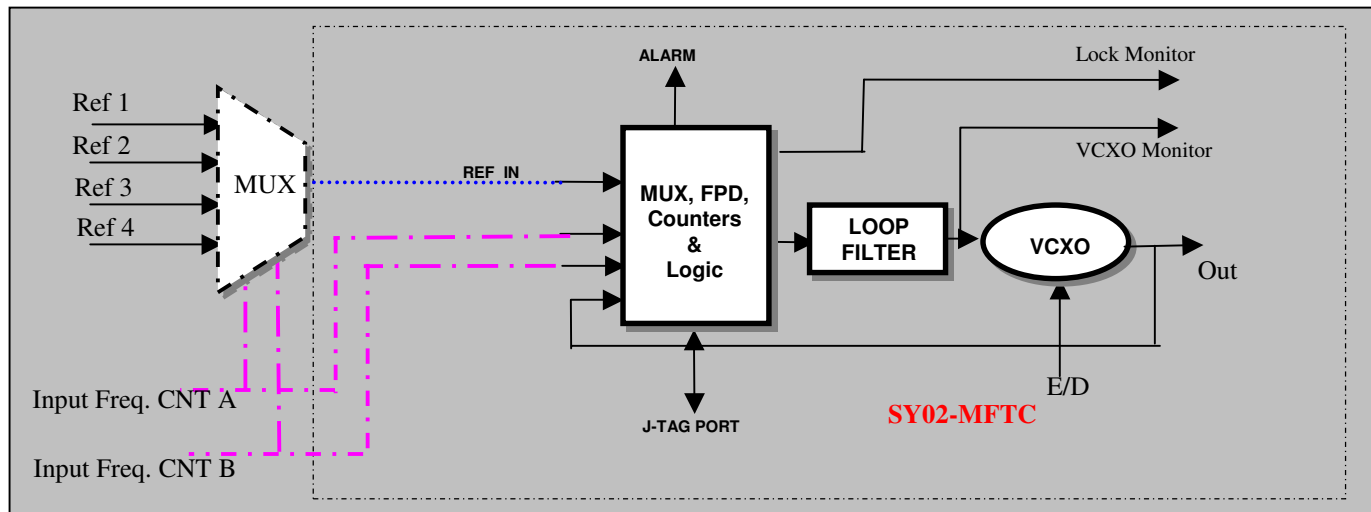 ALARM
Lock Monitor
VCXO Monitor
Ref 1
Ref 2
Ref 3
Ref 4
MUX
REF IN
MUX, FPD,
Counters
&
Logic
LOOP
FILTER
VCXO
Out
E/D
Input Freq. CNT A
Input Freq. CNT B
J-TAG PORT
SY02-MFTC